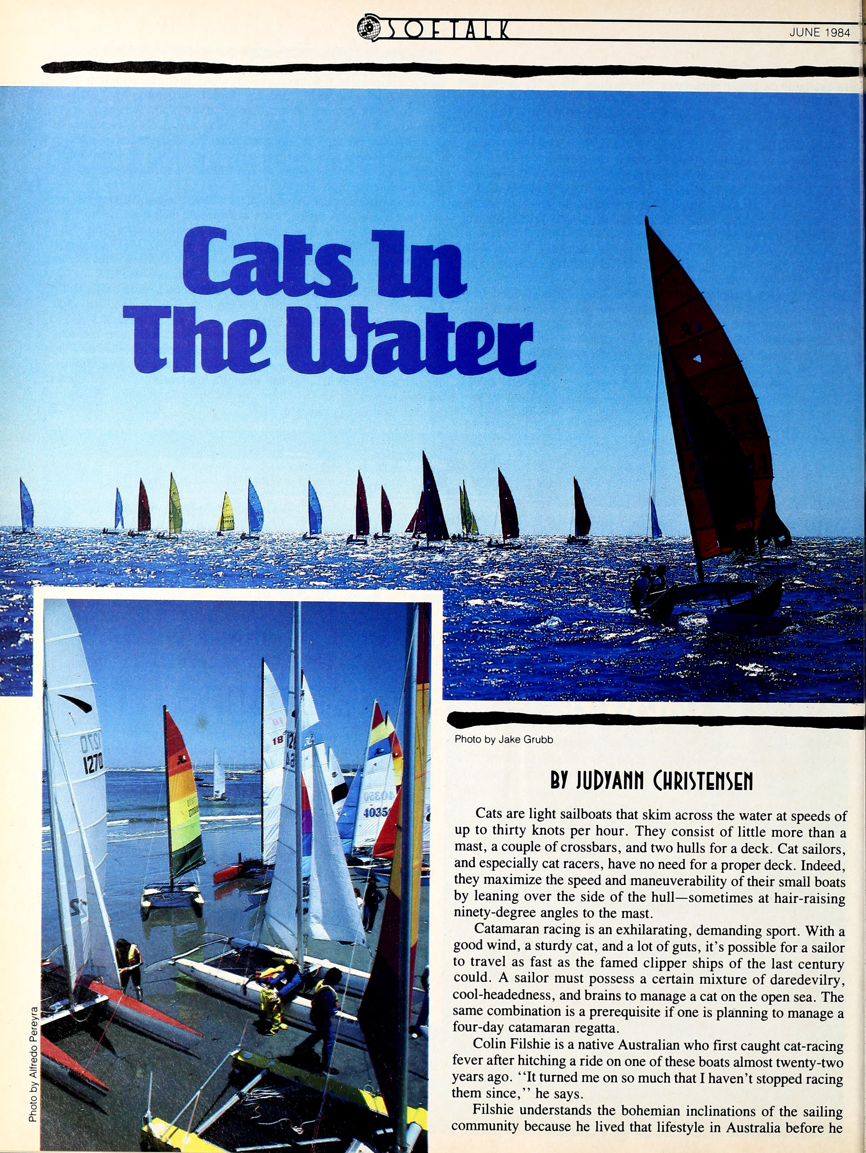 SOFTALK
JUNE 1984
Cats In
The Water
1270
1270
18
40350
4035
22
Photo by Alfredo Pereyra
Photo by Jake Grubb
BY JUDYANN CHRISTENSEN
Cats are light sailboats that skim across the water at speeds of
up to thirty knots per hour. They consist of little more than a
mast, a couple of crossbars, and two hulls for a deck. Cat sailors,
and especially cat racers, have no need for a proper deck. Indeed,
they maximize the speed and maneuverability of their small boats
by leaning over the side of the hull—sometimes at hair-raising
ninety-degree angles to the mast.
Catamaran racing is an exhilarating, demanding sport. With a
good wind, a sturdy cat, and a lot of guts, it's possible for a sailor
to travel as fast as the famed clipper ships of the last century
could. A sailor must possess a certain mixture of daredevilry,
cool-headedness, and brains to manage a cat on the open sea. The
same combination is a prerequisite if one is planning to manage a
four-day catamaran regatta.
Colin Filshie is a native Australian who first caught cat-racing
fever after hitching a ride on one of these boats almost twenty-two
years ago. ‘‘It turned me on so much that I haven't stopped racing
them since,’’ he says.
Filshie understands the bohemian inclinations of the sailing
community because he lived that lifestyle in Australia before he